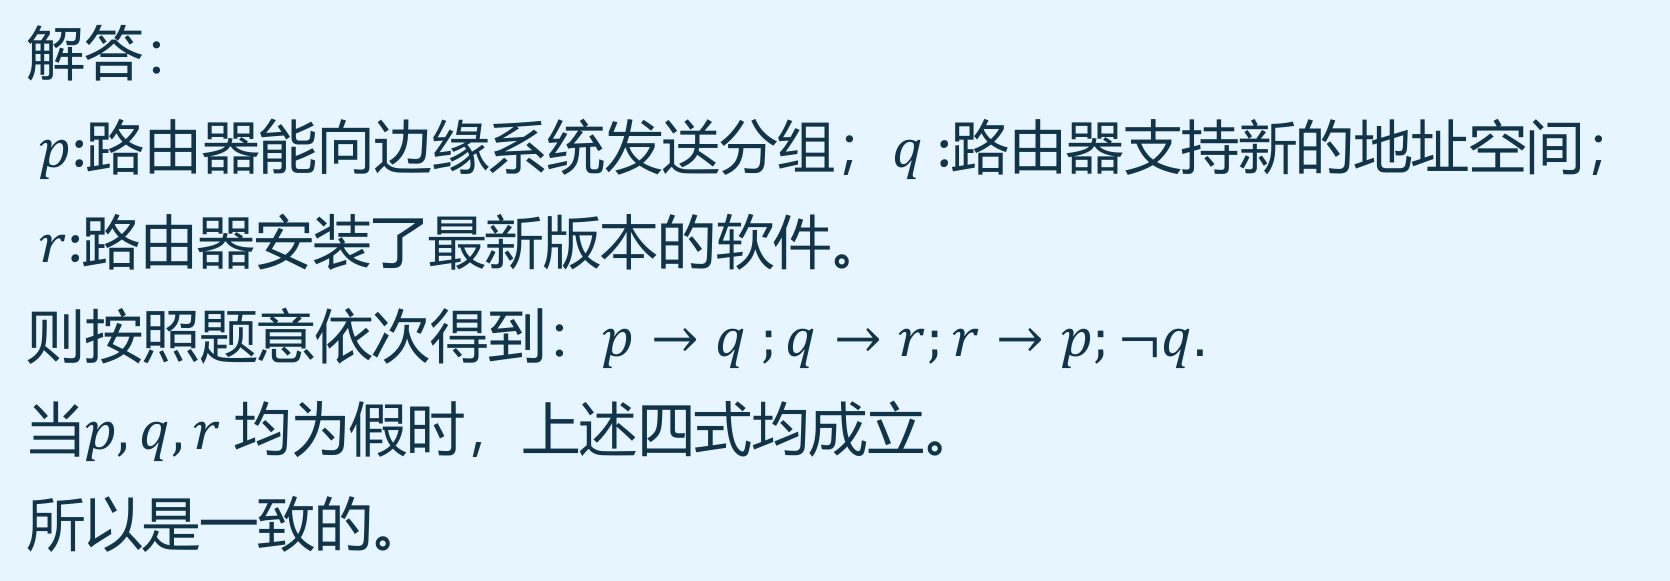 解答：
p:路由器能向边缘系统发送分组；q :路由器支持新的地址空间；
r:路由器安装了最新版本的软件。
则按照题意依次得到：p → q ; q → r; r → p; ¬q.
当p, q, r 均为假时，上述四式均成立。
所以是一致的。